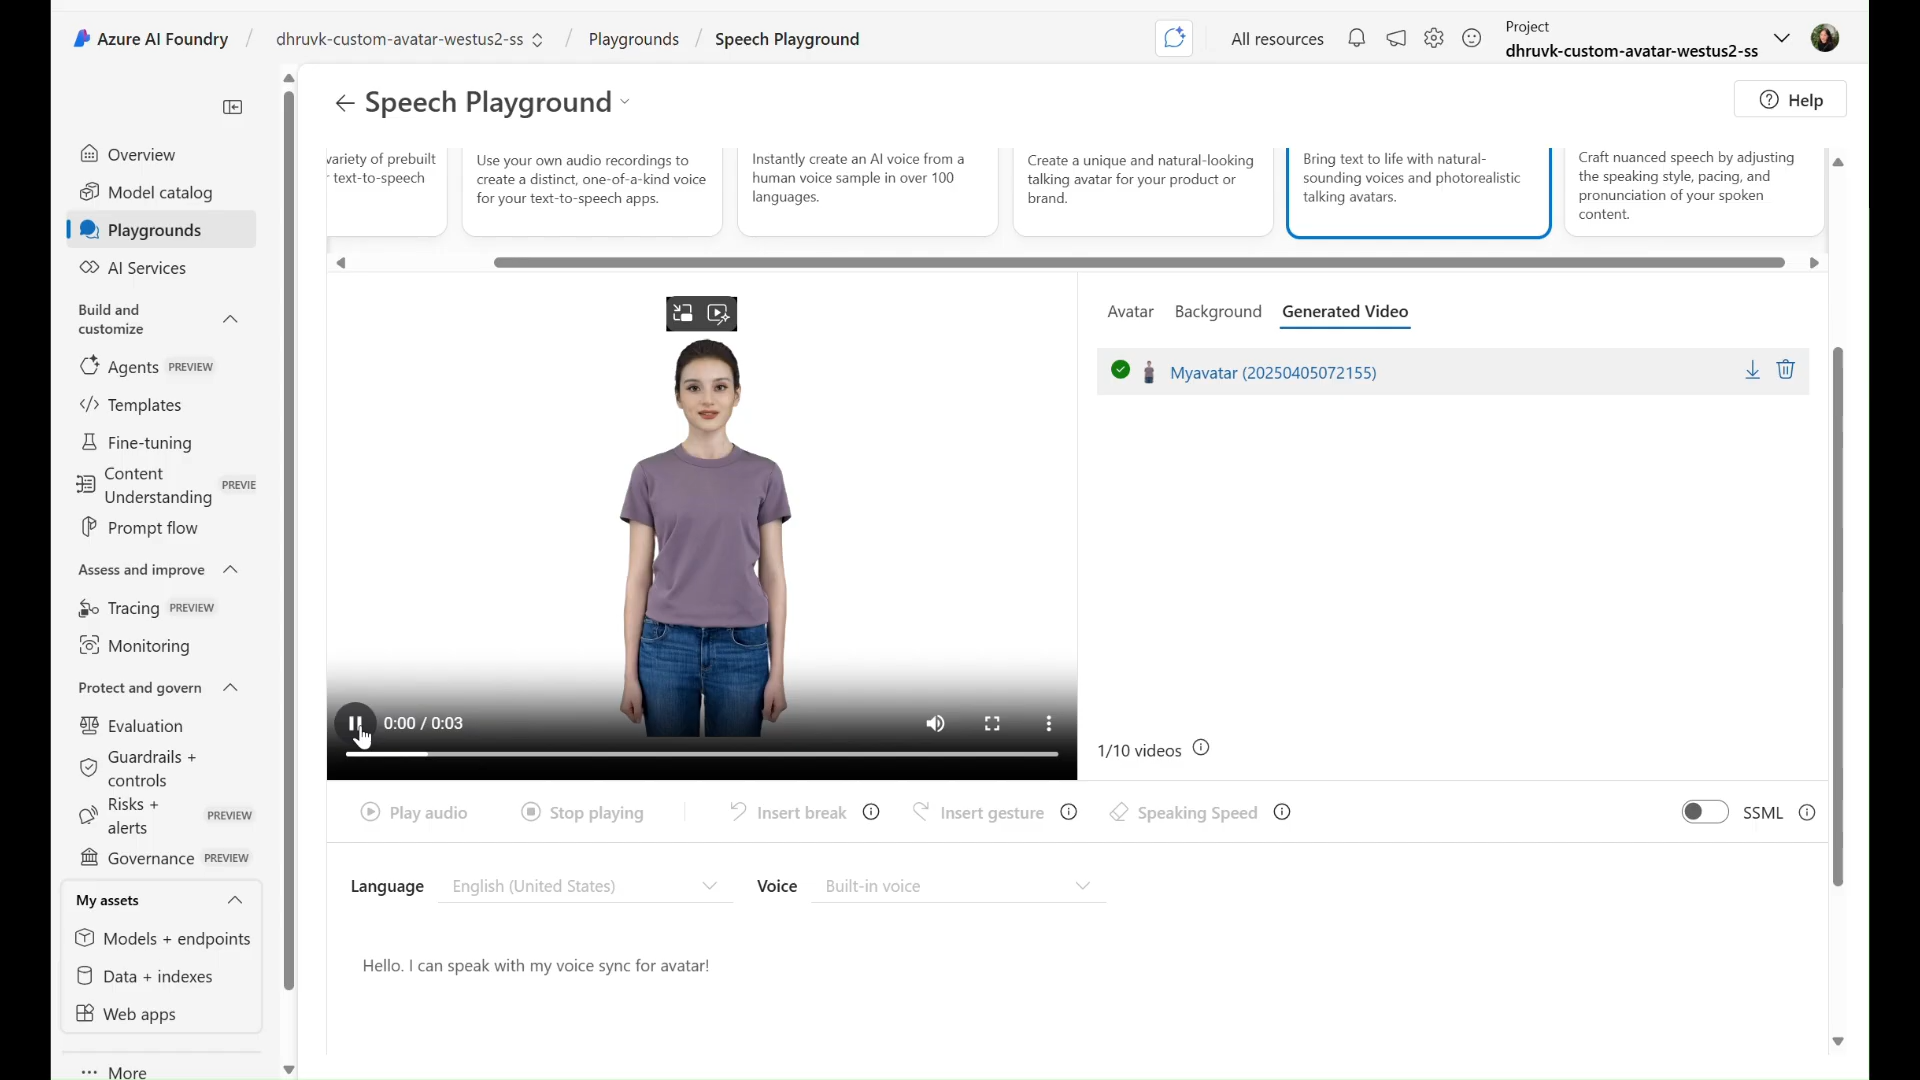 Azure AI Foundry / dhruvk-custom-avatar-westus2-ss / Playgrounds / Speech Playground
All resources
Project
dhruvk-custom-avatar-westus2-ss
Speech Playground
Help
Overview
Model catalog
Playgrounds
AI Services
Build and
customize
Agents PREVIEW
Templates
Fine-tuning
Content
Understanding
PREVIE
Prompt flow
Assess and improve
Tracing PREVIEW
Monitoring
Protect and govern
Evaluation
Guardrails +
controls
Risks +
alerts
PREVIEW
Governance PREVIEW
My assets
Models + endpoints
Data + indexes
Web apps
More
variety of prebuilt
text-to-speech
Use your own audio recordings to
create a distinct, one-of-a-kind voice
for your text-to-speech apps.
Instantly create an AI voice from a
human voice sample in over 100
languages.
Create a unique and natural-looking
talking avatar for your product or
brand.
Bring text to life with natural-
sounding voices and photorealistic
talking avatars.
Craft nuanced speech by adjusting
the speaking style, pacing, and
pronunciation of your spoken
content.
0:00 / 0:03
Avatar Background Generated Video
Myavatar (20250405072155)
1/10 videos
Play audio Stop playing Insert break Insert gesture Speaking Speed SSML
Language English (United States) Voice Built-in voice
Hello. I can speak with my voice sync for avatar!